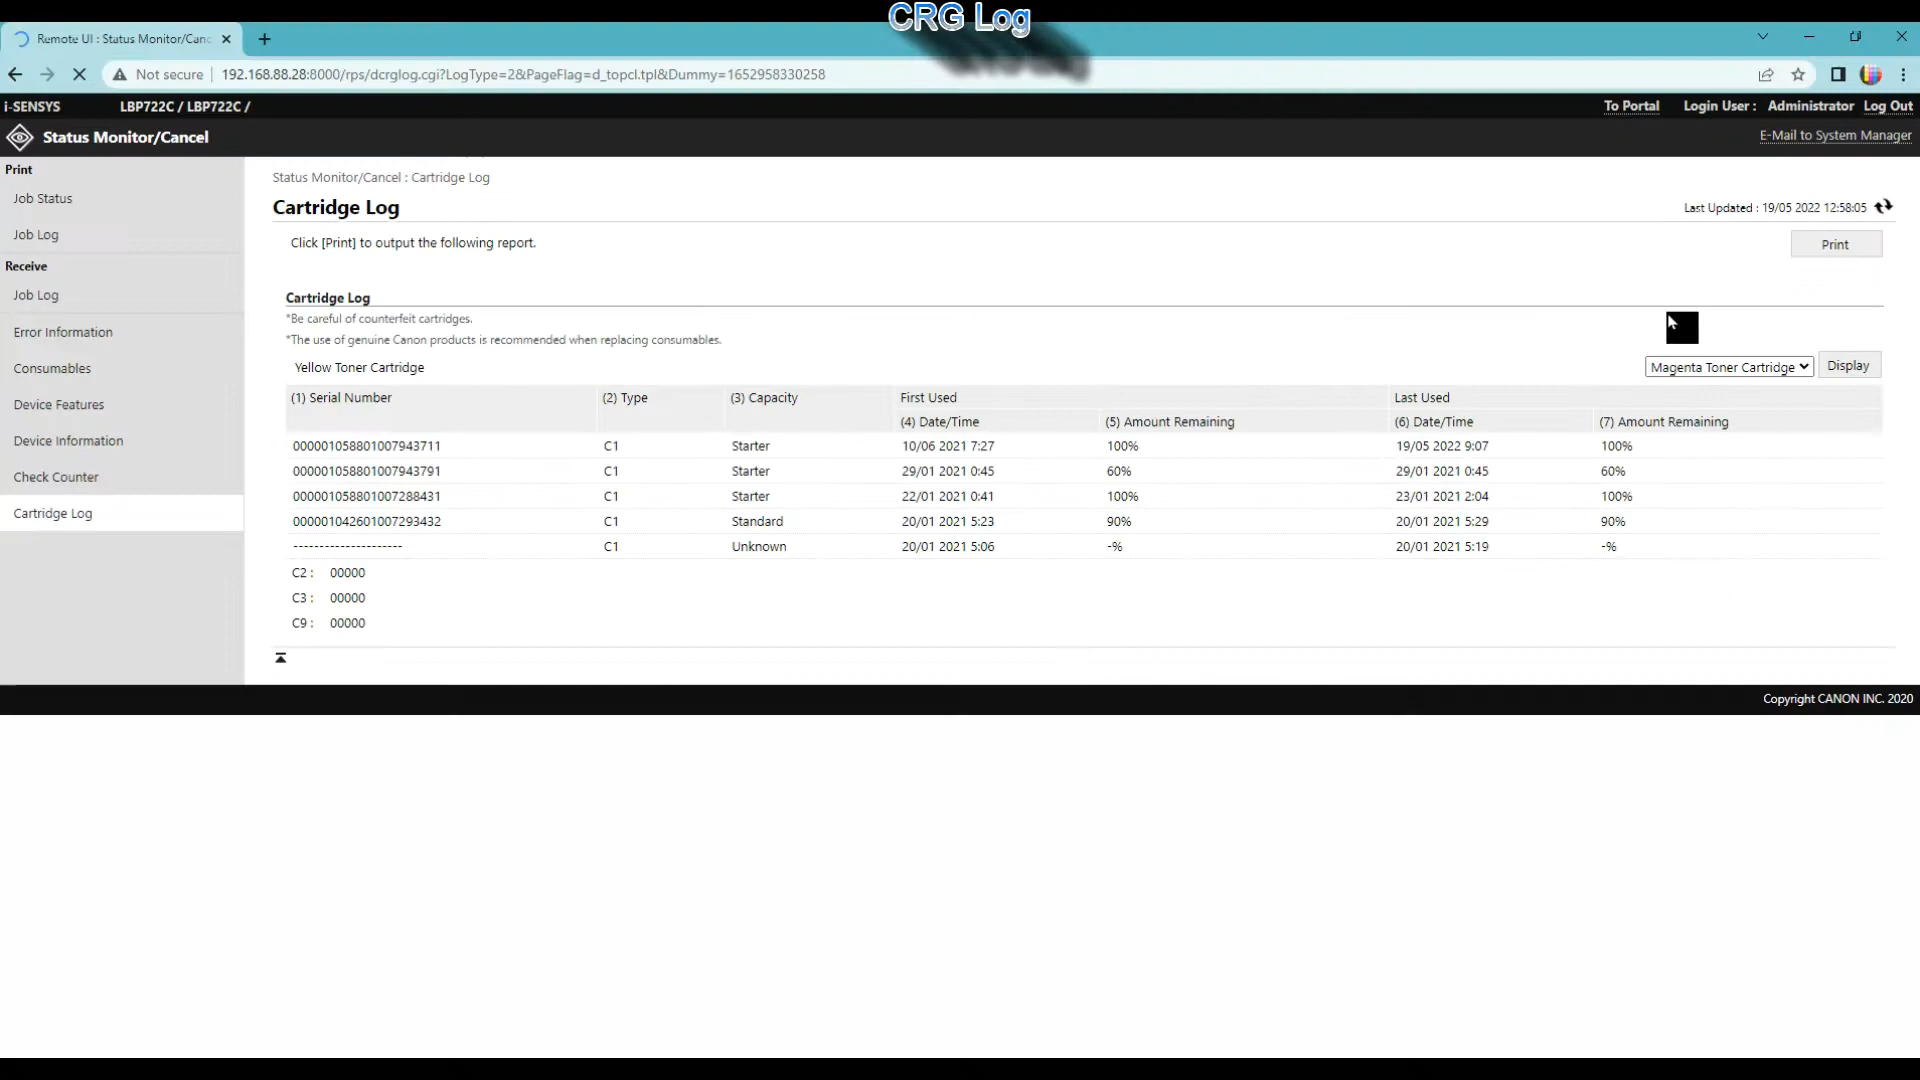 CRG Log
Remote UI : Status Monitor/Canc
Not secure 192.168.88.28:8000/rps/dcrglog.cgi?LogType=2&PageFlag=d_topcl.tpl&Dummy=1652958330258
i-SENSYS LBP722C / LBP722C / To Portal Login User : Administrator Log Out
Status Monitor/Cancel E-Mail to System Manager
Print
Job Status
Job Log
Receive
Job Log
Error Information
Consumables
Device Features
Device Information
Check Counter
Cartridge Log
Status Monitor/Cancel : Cartridge Log
Cartridge Log Last Updated : 19/05 2022 12:58:05
Click [Print] to output the following report. Print
Cartridge Log
*Be careful of counterfeit cartridges.
*The use of genuine Canon products is recommended when replacing consumables.
Yellow Toner Cartridge Magenta Toner Cartridge Display
(1) Serial Number (2) Type (3) Capacity First Used Last Used
(4) Date/Time (5) Amount Remaining (6) Date/Time (7) Amount Remaining
000001058801007943711 C1 Starter 10/06 2021 7:27 100% 19/05 2022 9:07 100%
000001058801007943791 C1 Starter 29/01 2021 0:45 60% 29/01 2021 0:45 60%
000001058801007288431 C1 Starter 22/01 2021 0:41 100% 23/01 2021 2:04 100%
000001042601007293432 C1 Standard 20/01 2021 5:23 90% 20/01 2021 5:29 90%
--------------------- C1 Unknown 20/01 2021 5:06 -% 20/01 2021 5:19 -%
C2 : 00000
C3 : 00000
C9 : 00000
Copyright CANON INC. 2020